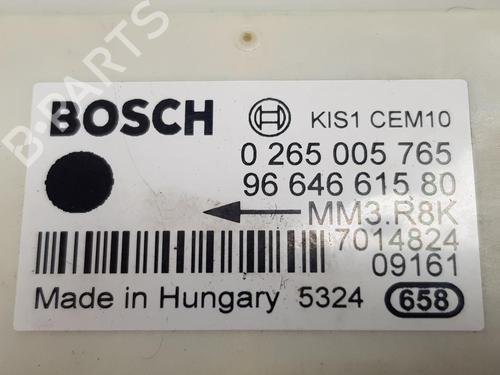 BOSCH KIS1 CEM10
0 265 005 765
96 646 615 80
MM3.R8K
7014824
09161
Made in Hungary 5324 658
B-PARTS